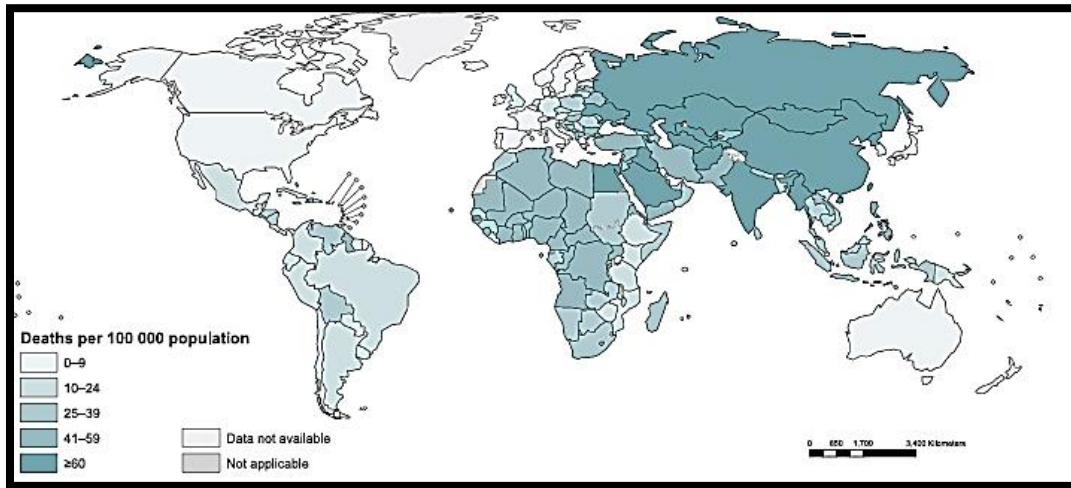 Deaths per 100 000 population
0–9
10–24
25–39
41–59
≥60
Data not available
Not applicable
0 850 1,700 3,400 Kilometers